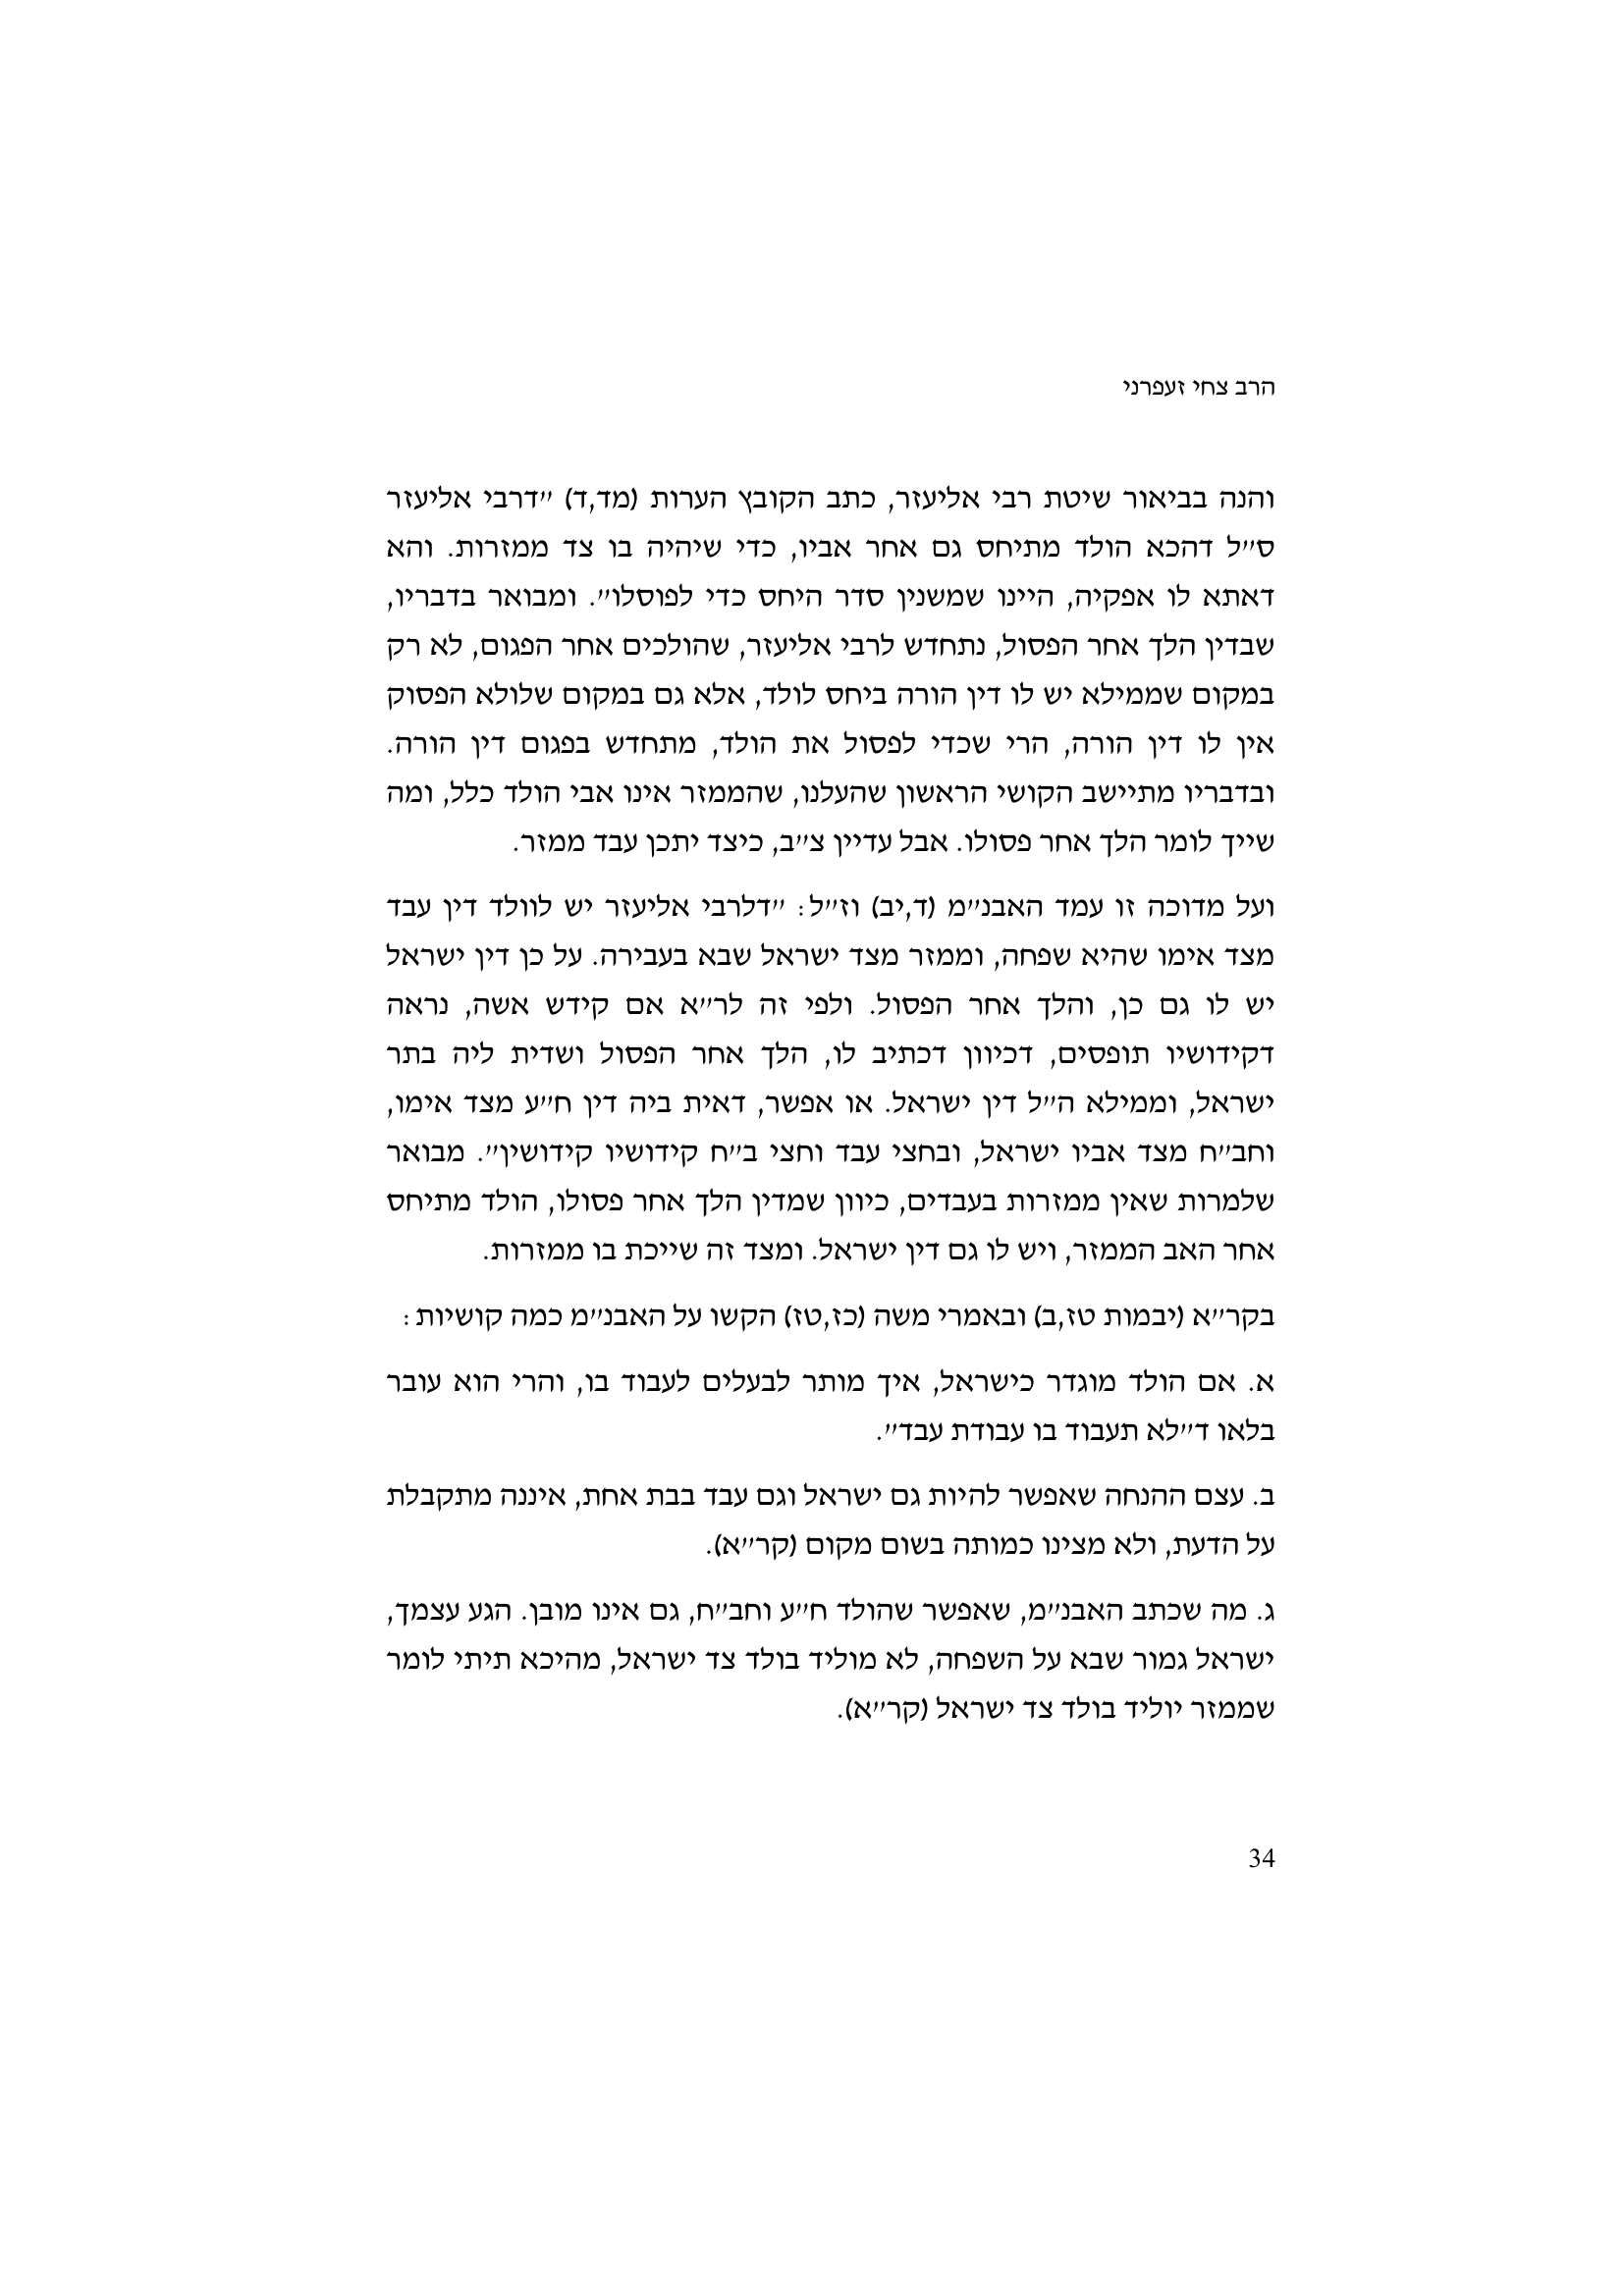 הרב צחי זעפרני
והנה בביאור שיטת רבי אליעזר, כתב הקובץ הערות (מד,ד) "דרבי אליעזר
ס"ל דהכא הולד מתיחס גם אחר אביו, כדי שיהיה בו צד ממזרות. והא
דאתא לו אפקיה, היינו שמשנין סדר היחס כדי לפוסלו". ומבואר בדבריו,
שבדין הלך אחר הפסול, נתחדש לרבי אליעזר, שהולכים אחר הפגום, לא רק
במקום שממילא יש לו דין הורה ביחס לולד, אלא גם במקום שלולא הפסוק
אין לו דין הורה, הרי שכדי לפסול את הולד, מתחדש בפגום דין הורה.
ובדבריו מתיישב הקושי הראשון שהעלנו, שהממזר אינו אבי הולד כלל, ומה
שייך לומר הלך אחר פסולו. אבל עדיין צ"ב, כיצד יתכן עבד ממזר.
ועל מדוכה זו עמד האבנ"מ (ד,יב) וז"ל: "דלרבי אליעזר יש לוולד דין עבד
מצד אימו שהיא שפחה, וממזר מצד ישראל שבא בעבירה. על כן דין ישראל
יש לו גם כן, והלך אחר הפסול. ולפי זה לר"א אם קידש אשה, נראה
דקידושיו תופסים, דכיוון דכתיב לו, הלך אחר הפסול ושדית ליה בתר
ישראל, וממילא ה"ל דין ישראל. או אפשר, דאית ביה דין ח"ע מצד אימו,
וחב"ח מצד אביו ישראל, ובחצי עבד וחצי ב"ח קידושיו קידושין". מבואר
שלמרות שאין ממזרות בעבדים, כיוון שמדין הלך אחר פסולו, הולד מתיחס
אחר האב הממזר, ויש לו גם דין ישראל. ומצד זה שייכת בו ממזרות.
בקר"א (יבמות טז,ב) ובאמרי משה (כז,טז) הקשו על האבנ"מ כמה קושיות:
א. אם הולד מוגדר כישראל, איך מותר לבעלים לעבוד בו, והרי הוא עובר
בלאו ד"לא תעבוד בו עבודת עבד".
ב. עצם ההנחה שאפשר להיות גם ישראל וגם עבד בבת אחת, איננה מתקבלת
על הדעת, ולא מצינו כמותה בשום מקום (קר"א).
ג. מה שכתב האבנ"מ, שאפשר שהולד ח"ע וחב"ח, גם אינו מובן. הגע עצמך,
ישראל גמור שבא על השפחה, לא מוליד בולד צד ישראל, מהיכא תיתי לומר
שממזר יוליד בולד צד ישראל (קר"א).
34